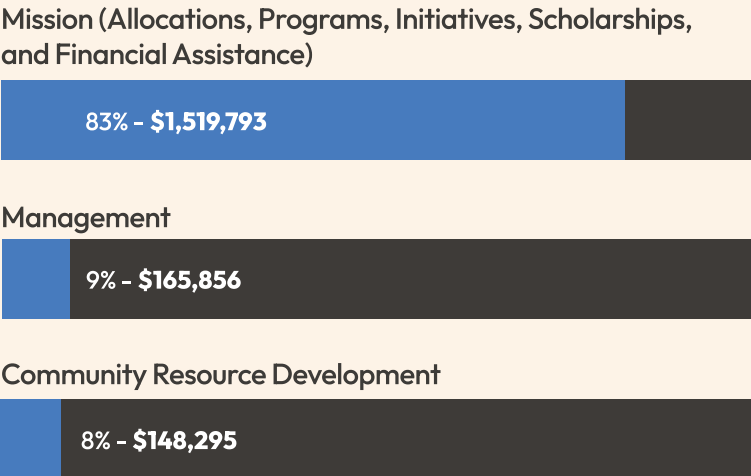 Mission (Allocations, Programs, Initiatives, Scholarships,
and Financial Assistance)
83% - $1,519,793
Management
9% - $165,856
Community Resource Development
8% - $148,295